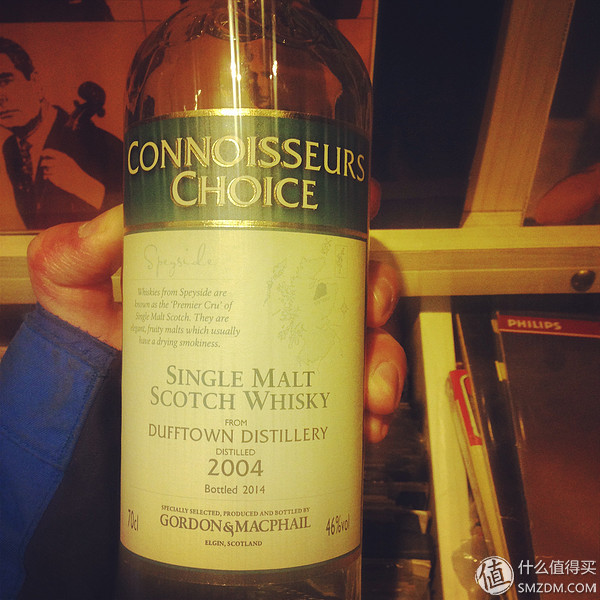 CONNOISSEURS
CHOICE
Speyside
Whiskies from Speyside are
known as the 'Premier Cru' of
Single Malt Scotch. They are
elegant, fruity malts which usually
have a drying smokiness.
SINGLE MALT
SCOTCH WHISKY
FROM
DUFFTOWN DISTILLERY
DISTILLED
2004
Bottled 2014
SPECIALLY SELECTED, PRODUCED AND BOTTLED BY
70cl GORDON&MACPHAIL 46%vol
ELGIN, SCOTLAND
PHILIPS
值 什么值得买
SMZDM.COM